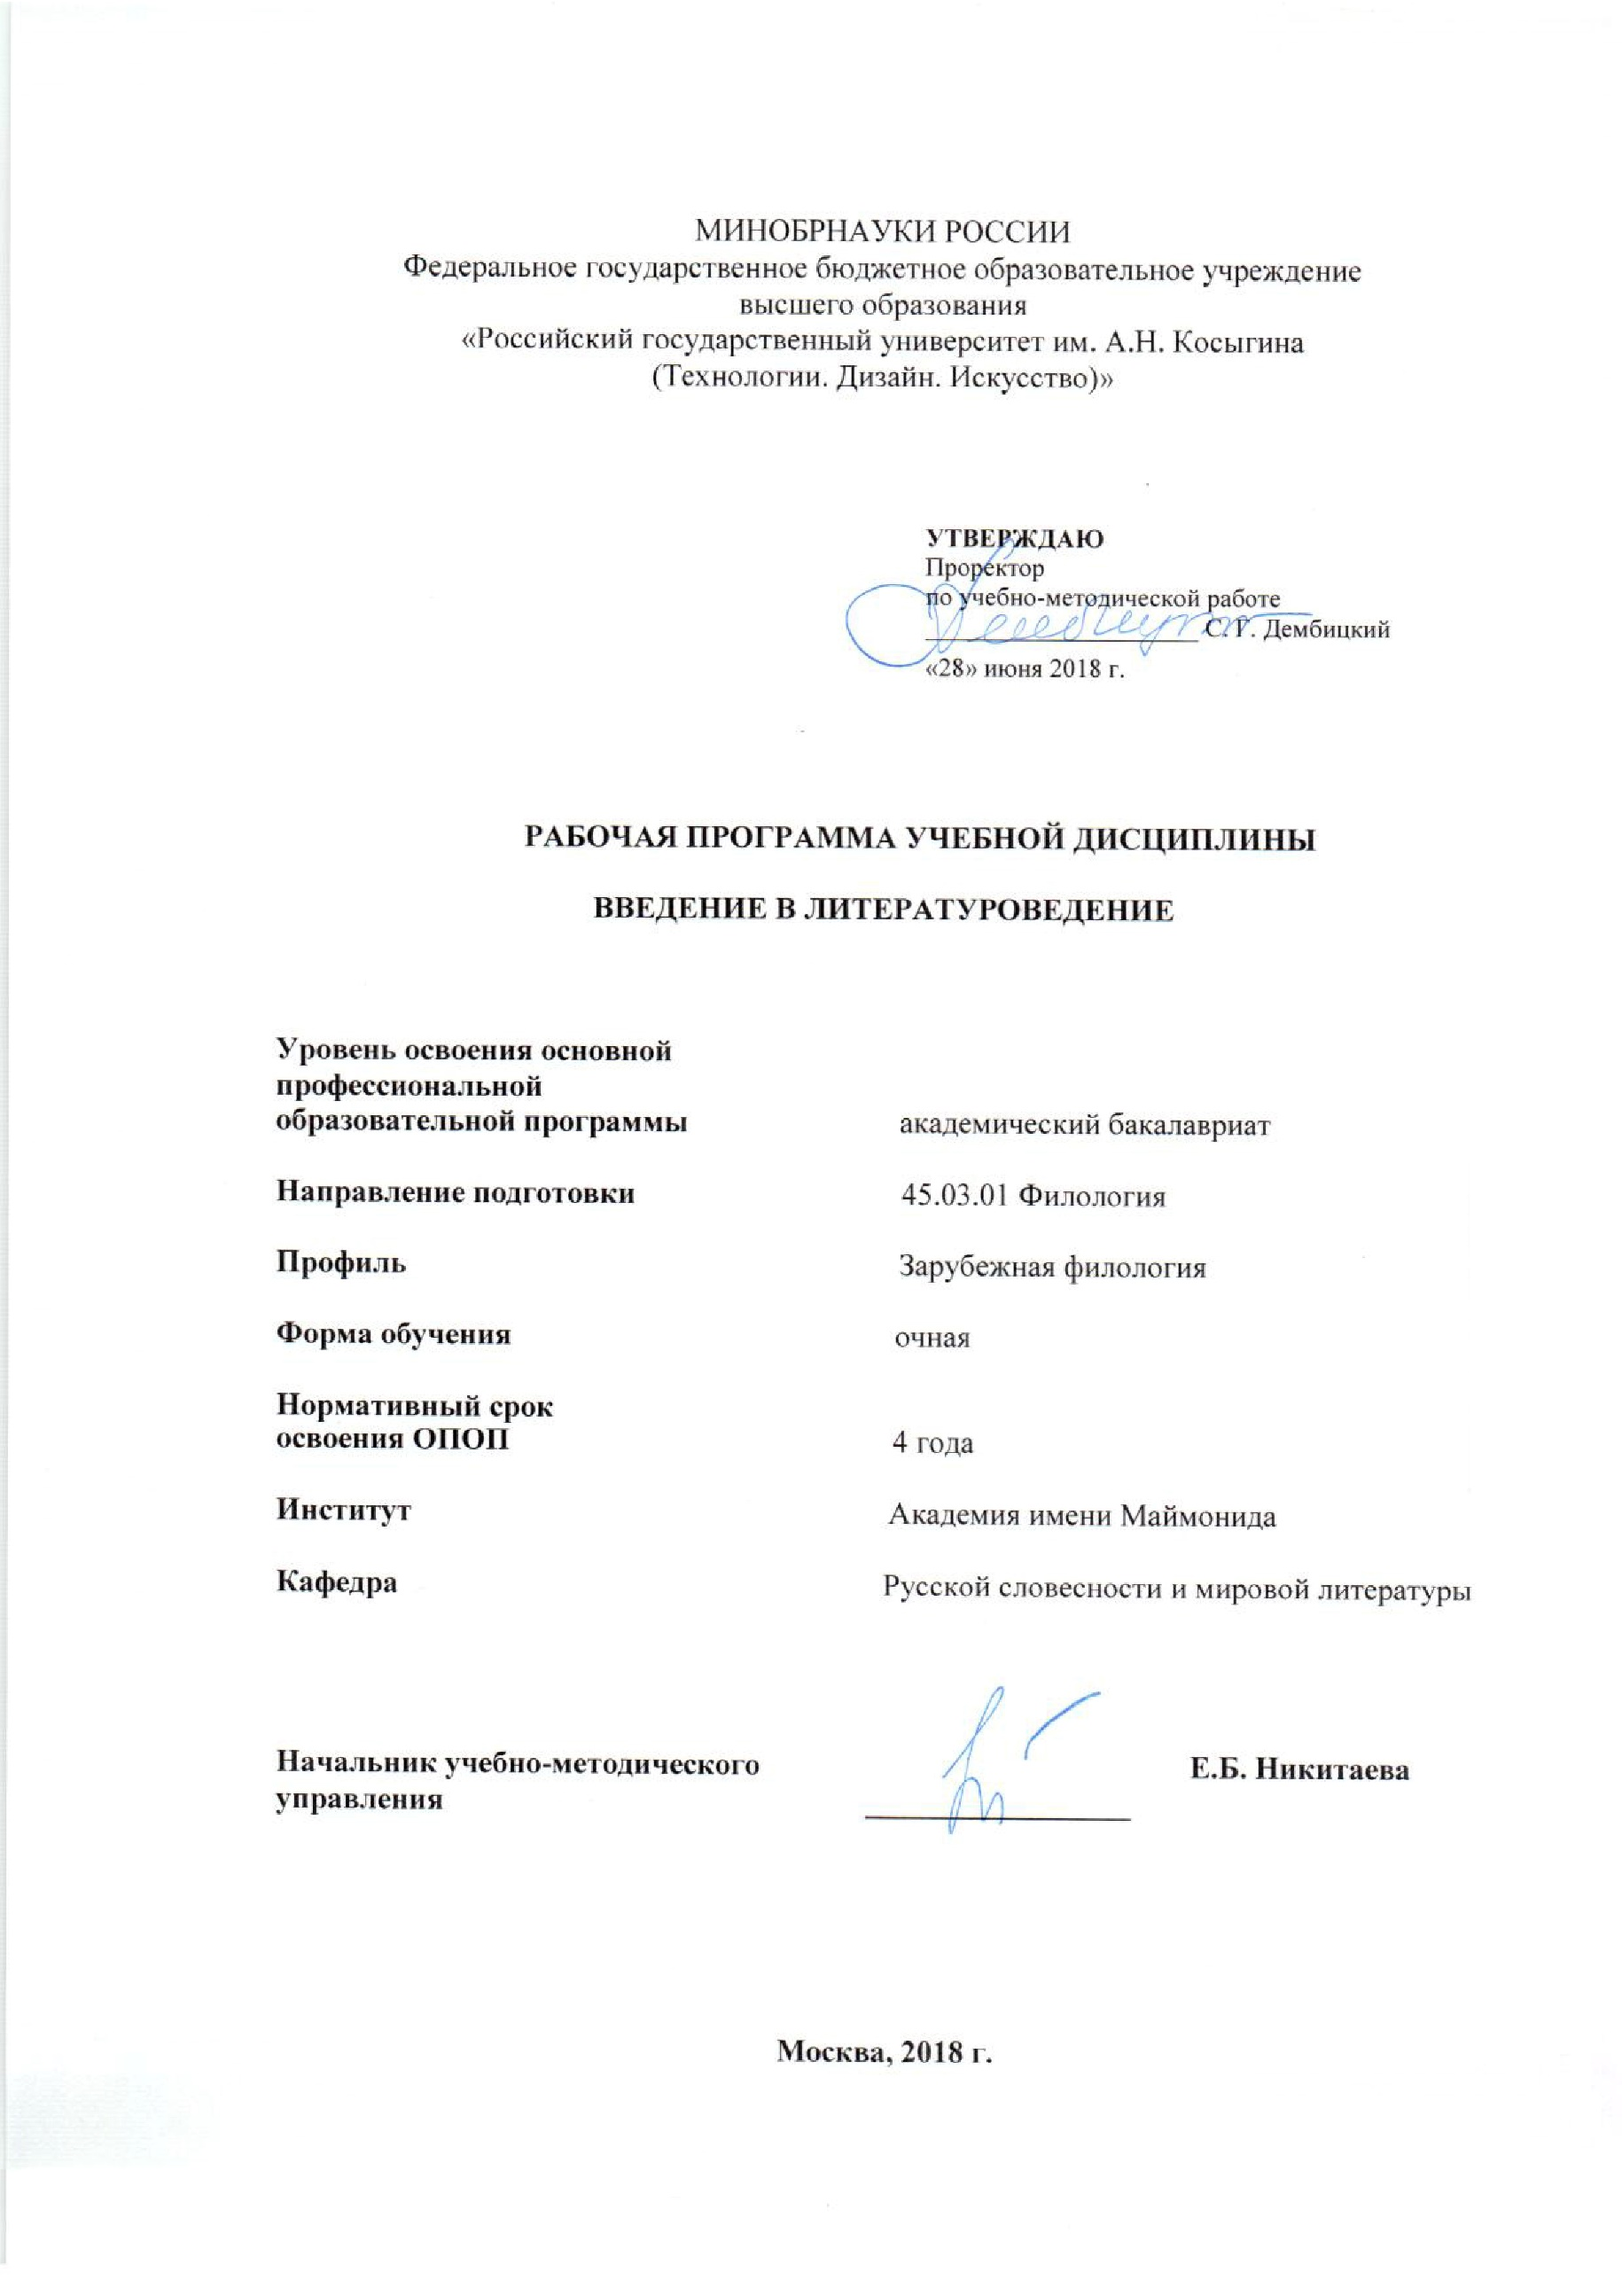 МИНОБРНАУКИ РОССИИ
Федеральное государственное бюджетное образовательное учреждение
высшего образования
«Российский государственный университет им. А.Н. Косыгина
(Технологии. Дизайн. Искусство)»
УТВЕРЖДАЮ
Проректор
по учебно-методической работе
С. Г. Дембицкий
«28» июня 2018 г.
РАБОЧАЯ ПРОГРАММА УЧЕБНОЙ ДИСЦИПЛИНЫ
ВВЕДЕНИЕ В ЛИТЕРАТУРОВЕДЕНИЕ
Уровень освоения основной
профессиональной
образовательной программы академический бакалавриат
Направление подготовки 45.03.01 Филология
Профиль Зарубежная филология
Форма обучения очная
Нормативный срок
освоения ОПОП 4 года
Институт Академия имени Маймонида
Кафедра Русской словесности и мировой литературы
Начальник учебно-методического Е.Б. Никитаева
управления
Москва, 2018 г.